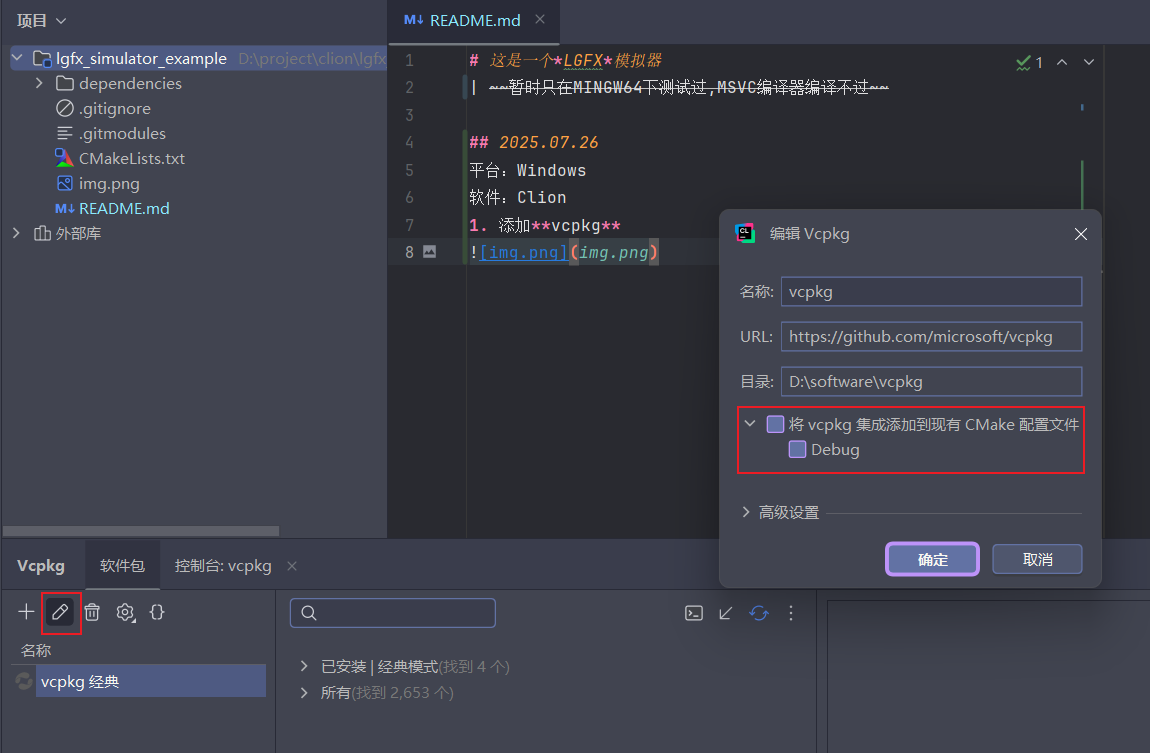 项目
lgfx_simulator_example D:\project\clion\lgfx
dependencies
.gitignore
.gitmodules
CMakeLists.txt
img.png
M↓ README.md
外部库
M↓ README.md
1 # 这是一个*LGFX*模拟器
2 | ~~暂时只在MINGW64下测试过,MSVC编译器编译不过~~
3
4 ## 2025.07.26
5 平台：Windows
6 软件：Clion
7 1. 添加**vcpkg**
8 ![img.png](img.png)
1
CL
编辑 Vcpkg
名称: vcpkg
URL: https://github.com/microsoft/vcpkg
目录: D:\software\vcpkg
将 vcpkg 集成添加到现有 CMake 配置文件
Debug
高级设置
确定
取消
Vcpkg
软件包
控制台: vcpkg
名称
vcpkg 经典
已安装 | 经典模式(找到 4 个)
所有(找到 2,653 个)